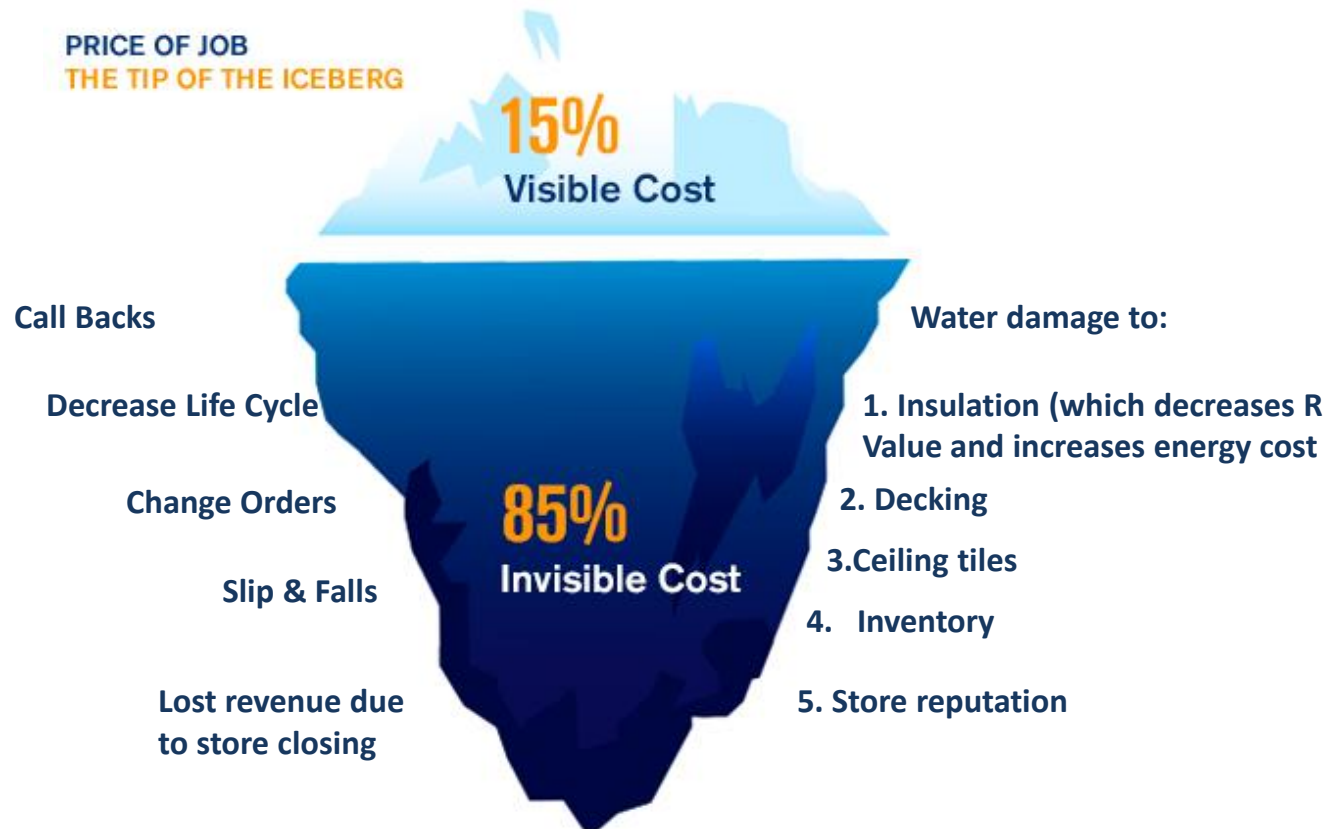 PRICE OF JOB
THE TIP OF THE ICEBERG
15%
Visible Cost
Call Backs
Decrease Life Cycle
Change Orders
Slip & Falls
Lost revenue due
to store closing
85%
Invisible Cost
Water damage to:
1. Insulation (which decreases R
Value and increases energy cost
2. Decking
3.Ceiling tiles
4. Inventory
5. Store reputation